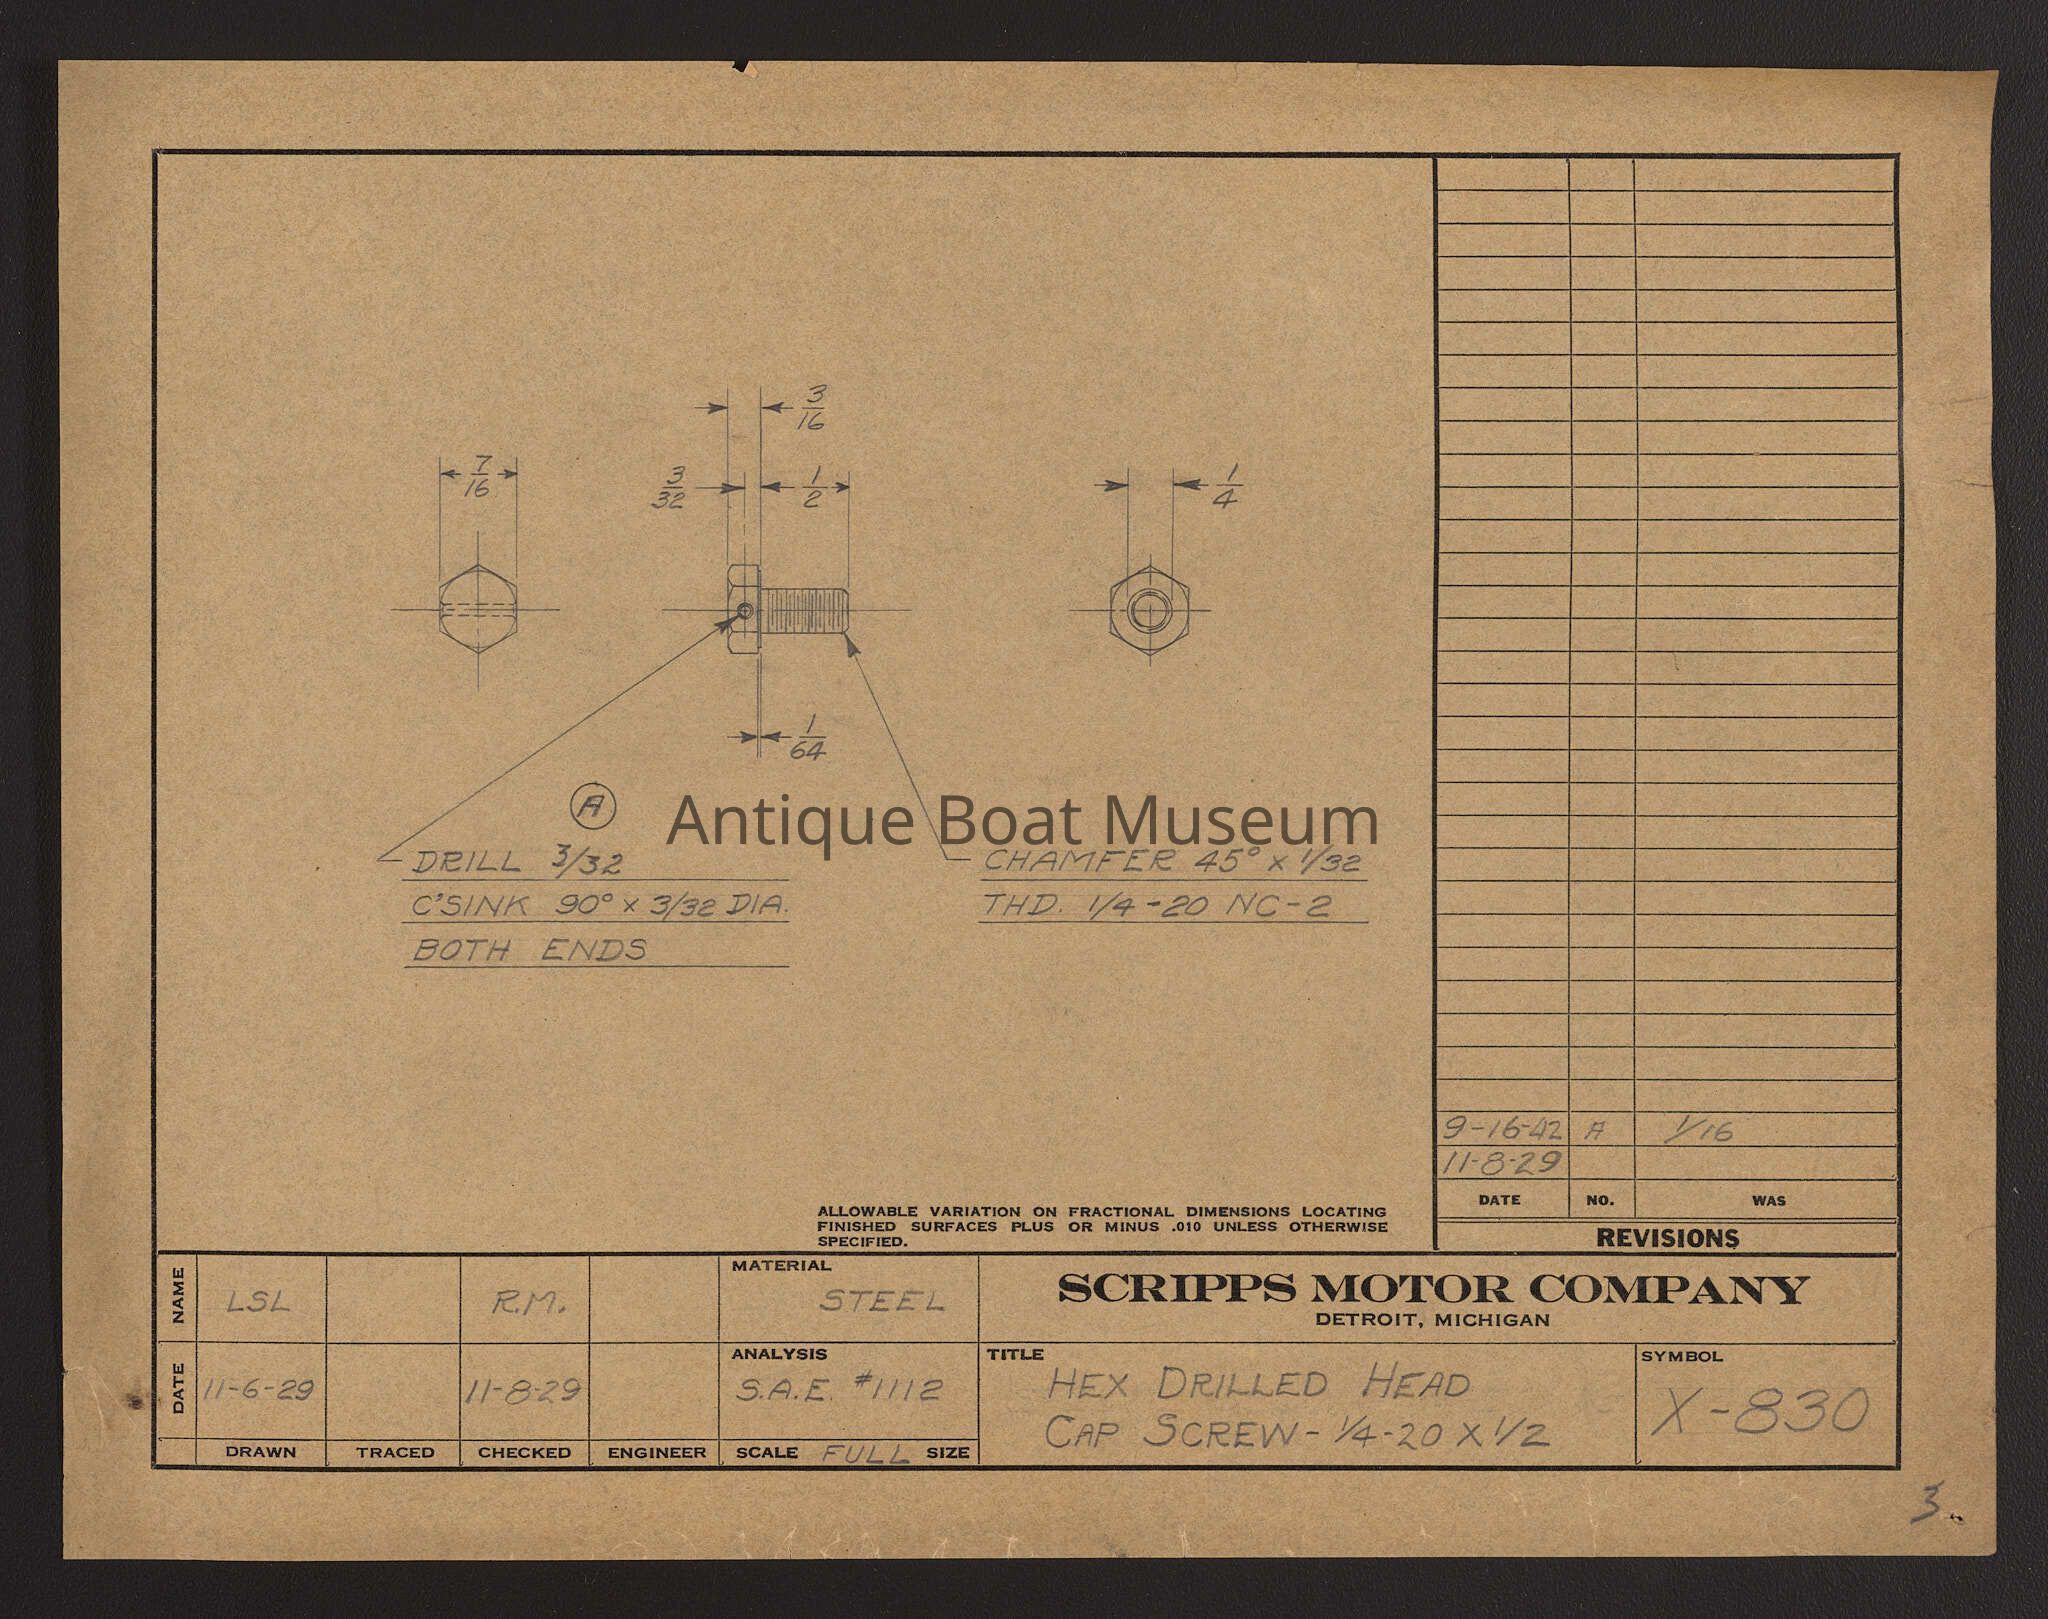 3/16
7/16
3/32
1/2
1/4
1/64
A
Antique Boat Museum
DRILL 3/32
C'SINK 90° x 3/32 DIA.
BOTH ENDS
CHAMFER 45° x 1/32
THD. 1/4-20 NC-2
9-16-42 A 1/16
11-8-29
DATE NO. WAS
REVISIONS
ALLOWABLE VARIATION ON FRACTIONAL DIMENSIONS LOCATING
FINISHED SURFACES PLUS OR MINUS .010 UNLESS OTHERWISE
SPECIFIED.
NAME LSL R.M.
DATE 11-6-29 11-8-29
DRAWN TRACED CHECKED ENGINEER
MATERIAL
STEEL
ANALYSIS
S.A.E. #1112
SCALE FULL SIZE
SCRIPPS MOTOR COMPANY
DETROIT, MICHIGAN
TITLE
HEX DRILLED HEAD
CAP SCREW - 1/4-20 X 1/2
SYMBOL
X-830
3